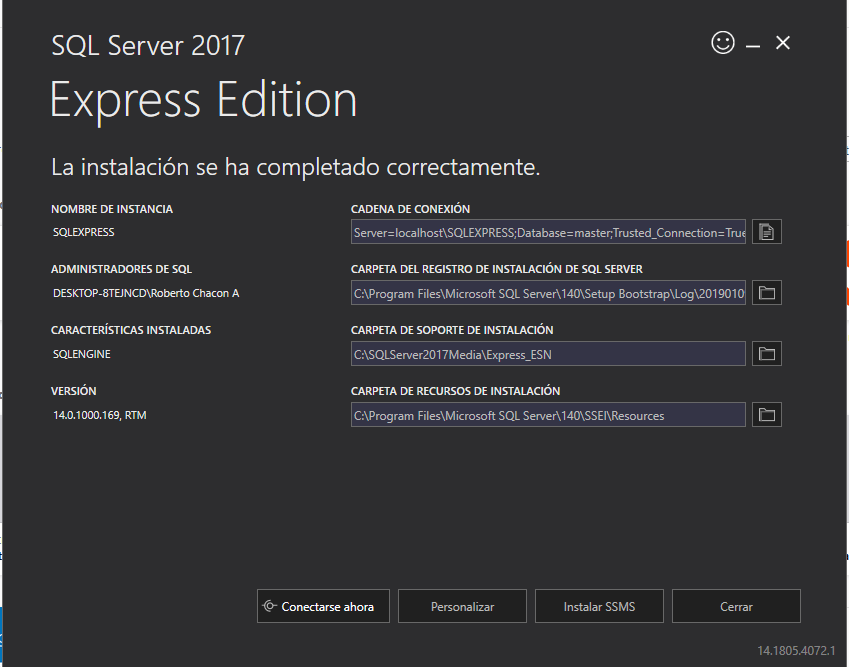 SQL Server 2017
Express Edition
La instalación se ha completado correctamente.
NOMBRE DE INSTANCIA
SQLEXPRESS
CADENA DE CONEXIÓN
Server=localhost\SQLEXPRESS;Database=master;Trusted_Connection=True
ADMINISTRADORES DE SQL
DESKTOP-8TEJNCD\Roberto Chacon A
CARPETA DEL REGISTRO DE INSTALACIÓN DE SQL SERVER
C:\Program Files\Microsoft SQL Server\140\Setup Bootstrap\Log\2019010
CARACTERÍSTICAS INSTALADAS
SQLENGINE
CARPETA DE SOPORTE DE INSTALACIÓN
C:\SQLServer2017Media\Express_ESN
VERSIÓN
14.0.1000.169, RTM
CARPETA DE RECURSOS DE INSTALACIÓN
C:\Program Files\Microsoft SQL Server\140\SSEI\Resources
Conectarse ahora
Personalizar
Instalar SSMS
Cerrar
14.1805.4072.1